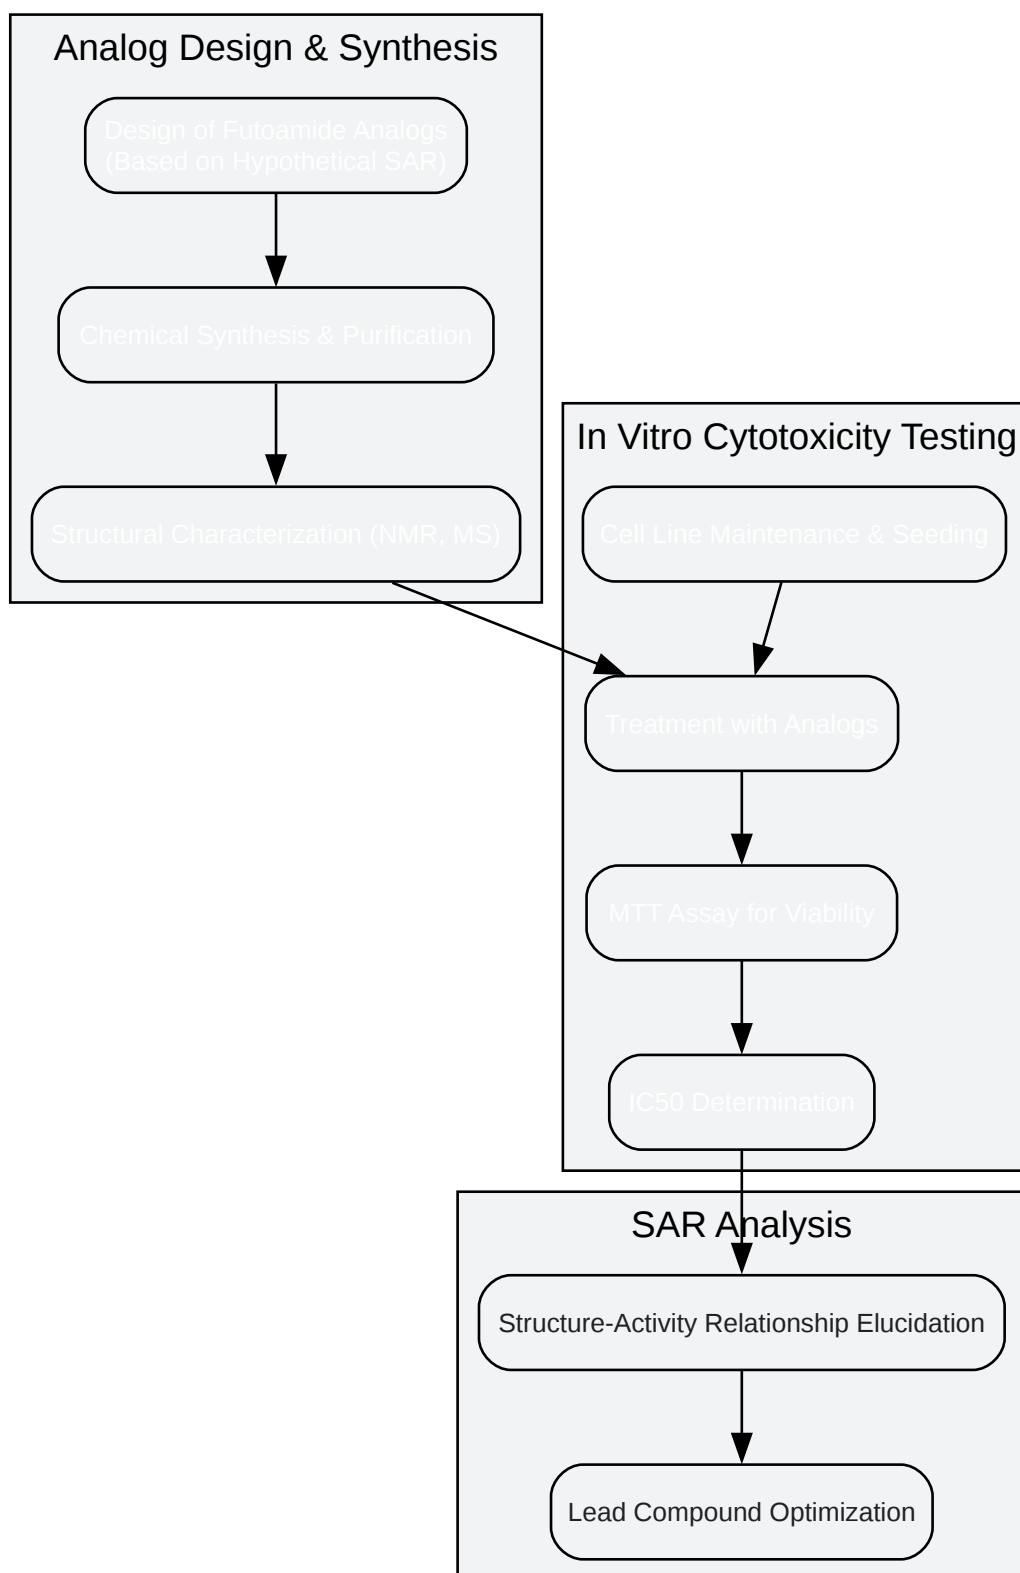 Analog Design & Synthesis
Design of Futoamide Analogs
(Based on Hypothetical SAR)
Chemical Synthesis & Purification
Structural Characterization (NMR, MS)
In Vitro Cytotoxicity Testing
Cell Line Maintenance & Seeding
Treatment with Analogs
MTT Assay for Viability
IC50 Determination
SAR Analysis
Structure-Activity Relationship Elucidation
Lead Compound Optimization